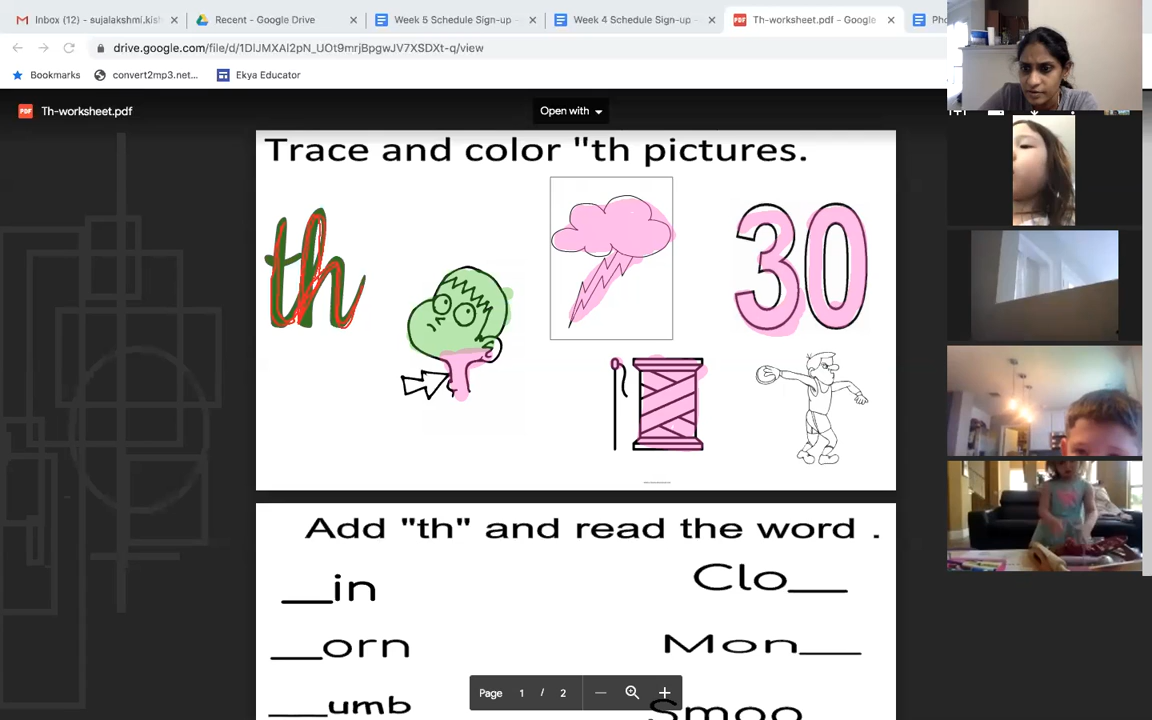 Inbox (12) - sujalakshmi.kish
Recent - Google Drive
Week 5 Schedule Sign-up -
Week 4 Schedule Sign-up -
Th-worksheet.pdf - Google
drive.google.com/file/d/1DlJMXAl2pN_UOt9mrjBpgwJV7XSDXt-q/view
Bookmarks
convert2mp3.net...
Ekya Educator
PDF
Th-worksheet.pdf
Open with
Trace and color "th pictures.
th
30
Add "th" and read the word .
__in
Clo__
__orn
Mon__
__umb
Smoo
Page 1 / 2